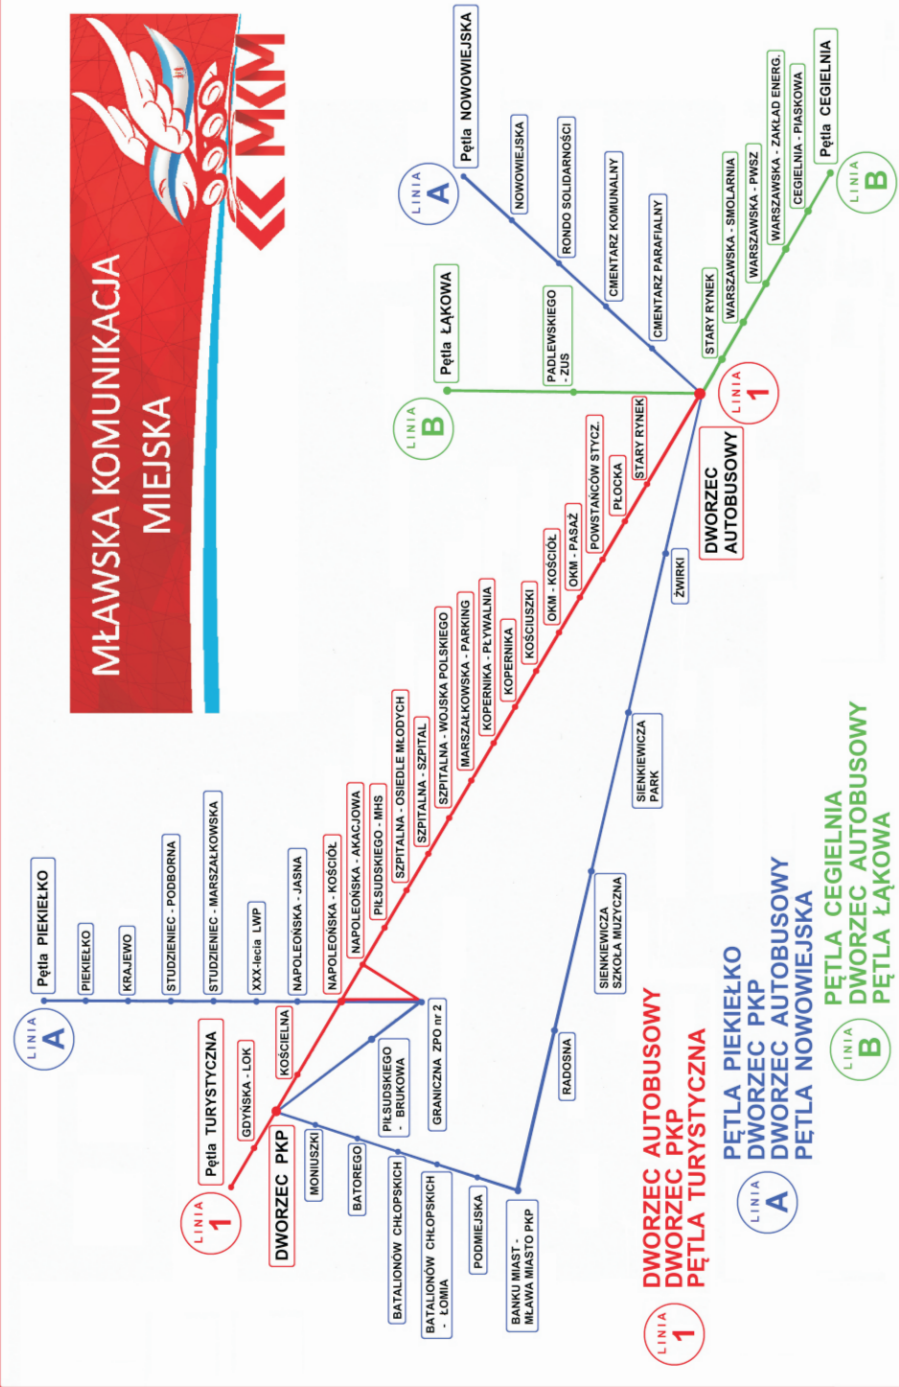 MŁAWSKA KOMUNIKACJA
MIEJSKA
MKM
LINIA
A
Pętla PIEKIEŁKO
PIEKIEŁKO
KRAJEWO
STUDZIENIEC - PODBORNA
STUDZIENIEC - MARSZAŁKOWSKA
XXX-lecia LWP
NAPOLEOŃSKA - JASNA
LINIA
1
Pętla TURYSTYCZNA
GDYŃSKA - LOK
DWORZEC PKP
KOŚCIELNA
NAPOLEOŃSKA - KOŚCIÓŁ
NAPOLEOŃSKA - AKACJOWA
PIŁSUDSKIEGO - MHS
SZPITALNA - OSIEDLE MŁODYCH
SZPITALNA - SZPITAL
SZPITALNA - WOJSKA POLSKIEGO
MARSZAŁKOWSKA - PARKING
KOPERNIKA - PŁYWALNIA
KOPERNIKA
KOŚCIUSZKI
OKM - KOŚCIÓŁ
OKM - PASAŻ
POWSTAŃCÓW STYCZ.
PŁOCKA
STARY RYNEK
DWORZEC
AUTOBUSOWY
LINIA
1
PIŁSUDSKIEGO
- BRUKOWA
GRANICZNA ZPO nr 2
MONIUSZKI
BATOREGO
BATALIONÓW CHŁOPSKICH
BATALIONÓW CHŁOPSKICH
- ŁOMIA
PODMIEJSKA
BANKU MIAST -
MŁAWA MIASTO PKP
RADOSNA
SIENKIEWICZA
SZKOŁA MUZYCZNA
SIENKIEWICZA
PARK
ŻWIRKI
LINIA
B
Pętla ŁĄKOWA
PADLEWSKIEGO
- ZUS
LINIA
A
Pętla NOWOWIEJSKA
NOWOWIEJSKA
RONDO SOLIDARNOŚCI
CMENTARZ KOMUNALNY
CMENTARZ PARAFIALNY
STARY RYNEK
WARSZAWSKA - SMOLARNIA
WARSZAWSKA - PWSZ
WARSZAWSKA - ZAKŁAD ENERG.
CEGIELNIA - PIASKOWA
Pętla CEGIELNIA
LINIA
B
LINIA
1
DWORZEC AUTOBUSOWY
DWORZEC PKP
PĘTLA TURYSTYCZNA
LINIA
A
PĘTLA PIEKIEŁKO
DWORZEC PKP
DWORZEC AUTOBUSOWY
PĘTLA NOWOWIEJSKA
LINIA
B
PĘTLA CEGIELNIA
DWORZEC AUTOBUSOWY
PĘTLA ŁĄKOWA